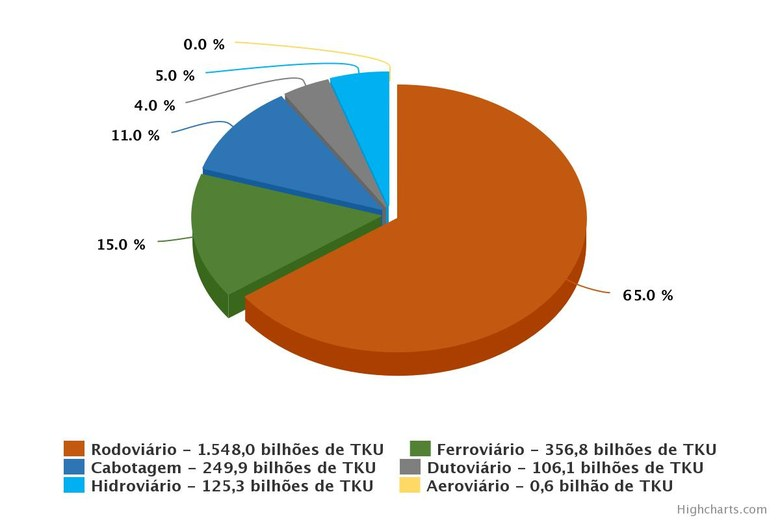 0.0 %
5.0 %
4.0 %
11.0 %
15.0 %
65.0 %
Rodoviário – 1.548,0 bilhões de TKU
Ferroviário – 356,8 bilhões de TKU
Cabotagem – 249,9 bilhões de TKU
Dutoviário – 106,1 bilhões de TKU
Hidroviário – 125,3 bilhões de TKU
Aeroviário – 0,6 bilhão de TKU
Highcharts.com